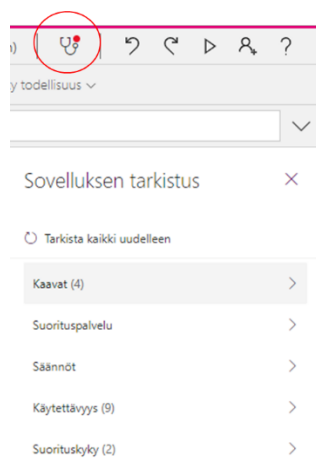 ?
y todellisuus
Sovelluksen tarkistus
Tarkista kaikki uudelleen
Kaavat (4)
Suorituspalvelu
Säännöt
Käytettävyys (9)
Suorituskyky (2)